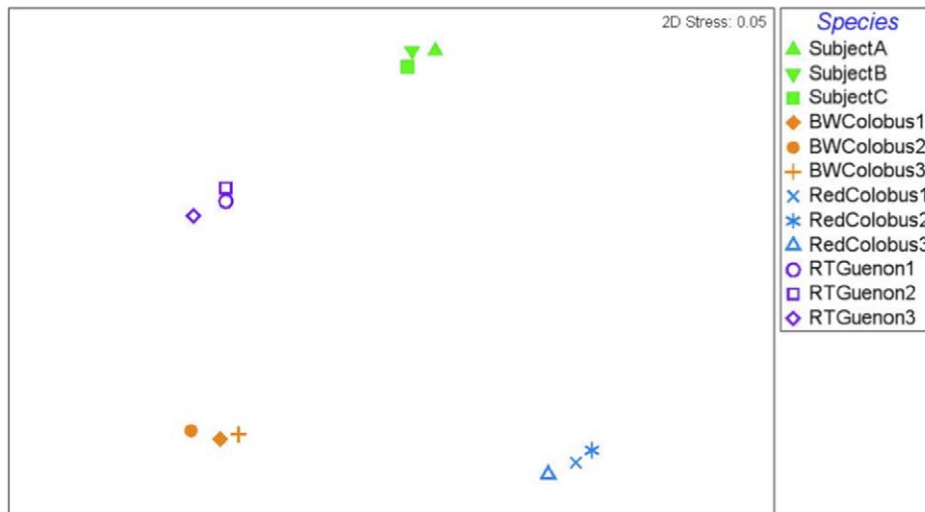 2D Stress: 0.05
Species
SubjectA
SubjectB
SubjectC
BWColobus1
BWColobus2
BWColobus3
RedColobus1
RedColobus2
RedColobus3
RTGuenon1
RTGuenon2
RTGuenon3